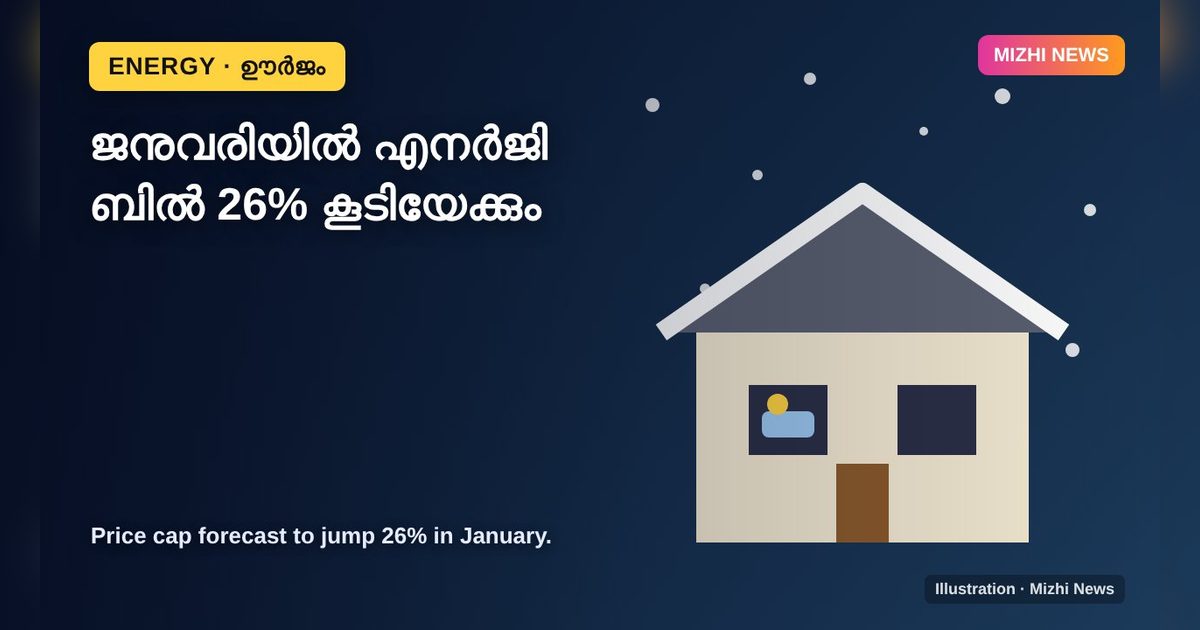 ENERGY · ഊർജം
MIZHI NEWS
ജനുവരിയിൽ എനർജി
ബിൽ 26% കൂടിയേക്കും
Price cap forecast to jump 26% in January.
Illustration · Mizhi News